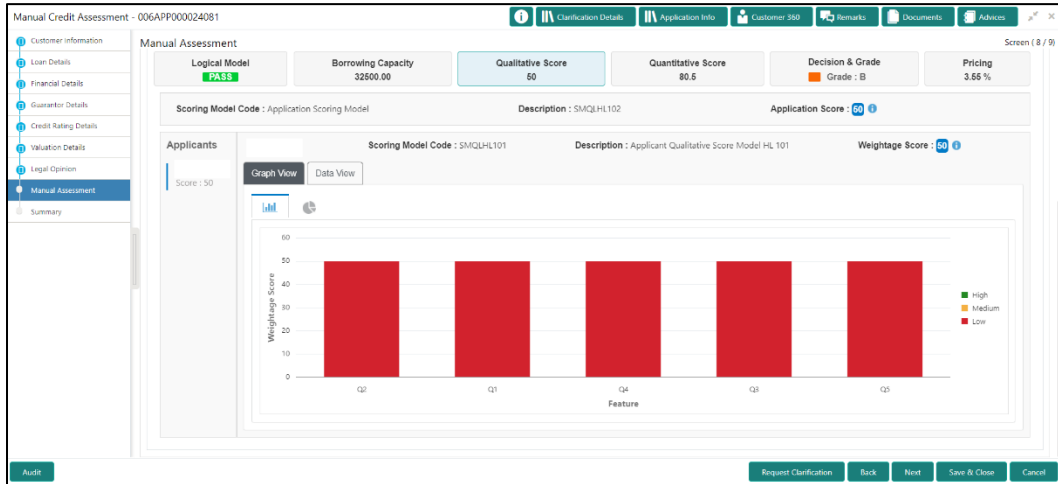 Manual Credit Assessment - 006APP000024081
Clarification Details
Application Info
Customer 360
Remarks
Documents
Advices
Customer Information
Loan Details
Financial Details
Guarantor Details
Credit Rating Details
Valuation Details
Legal Opinion
Manual Assessment
Summary
Manual Assessment
Screen ( 8 / 9)
Logical Model
PASS
Borrowing Capacity
32500.00
Qualitative Score
50
Quantitative Score
80.5
Decision & Grade
Grade : B
Pricing
3.55 %
Scoring Model Code : Application Scoring Model
Description : SMQLHL102
Application Score : 50
Applicants
Score : 50
Scoring Model Code : SMQLHL101
Description : Applicant Qualitative Score Model HL 101
Weightage Score : 50
Graph View
Data View
60
50
40
30
20
10
0
Weightage Score
Q2
Q1
Q4
Q3
Q5
Feature
High
Medium
Low
Audit
Request Clarification
Back
Next
Save & Close
Cancel